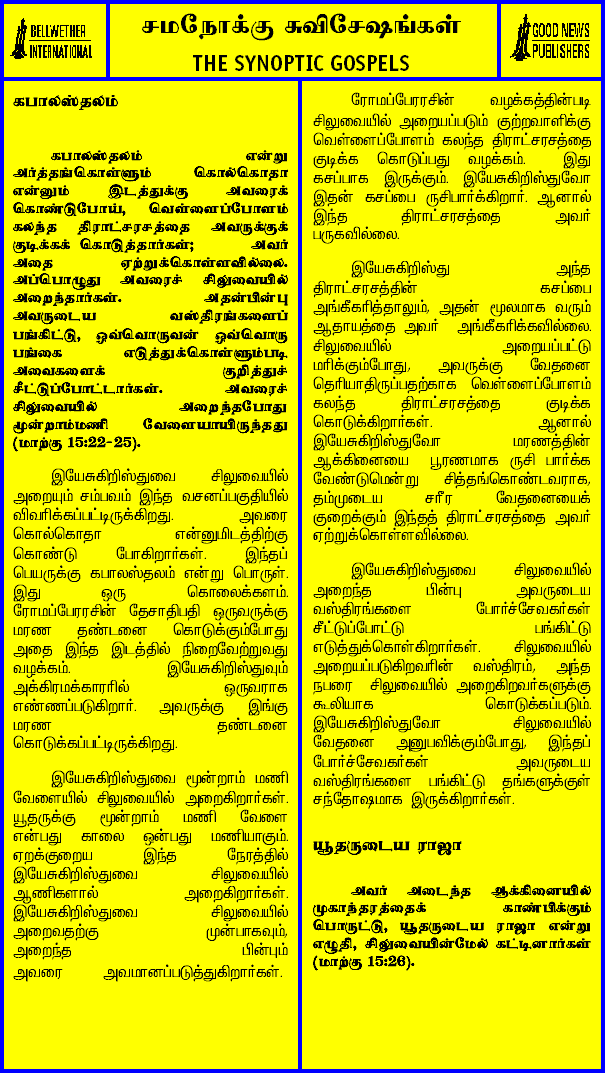 BELLWETHER
INTERNATIONAL
சமநோக்கு சுவிசேஷங்கள்
THE SYNOPTIC GOSPELS
GOOD NEWS
PUBLISHERS
கபாலஸ்தலம்
கபாலஸ்தலம் என்று
அர்த்தங்கொள்ளும் கொல்கொதா
என்னும் இடத்துக்கு அவரைக்
கொண்டுபோய், வெள்ளைப்போளம்
கலந்த திராட்சரசத்தை அவருக்குக்
குடிக்கக் கொடுத்தார்கள்; அவர்
அதை ஏற்றுக்கொள்ளவில்லை.
அப்பொழுது அவரைச் சிலுவையில்
அறைந்தார்கள். அதன்பின்பு
அவருடைய வஸ்திரங்களைப்
பங்கிட்டு, ஒவ்வொருவன் ஒவ்வொரு
பங்கை எடுத்துக்கொள்ளும்படி
அவைகளைக் குறித்துச்
சீட்டுப்போட்டார்கள். அவரைச்
சிலுவையில் அறைந்தபோது
மூன்றாம்மணி வேளையாயிருந்தது
(மாற்கு 15:22-25).
இயேசுகிறிஸ்துவை சிலுவையில்
அறையும் சம்பவம் இந்த வசனப்பகுதியில்
விவரிக்கப்பட்டிருக்கிறது. அவரை
கொல்கொதா என்னுமிடத்திற்கு
கொண்டு போகிறார்கள். இந்தப்
பெயருக்கு கபாலஸ்தலம் என்று பொருள்.
இது ஒரு கொலைக்களம்.
ரோமப்பேரரசின் தேசாதிபதி ஒருவருக்கு
மரண தண்டனை கொடுக்கும்போது
அதை இந்த இடத்தில் நிறைவேற்றுவது
வழக்கம். இயேசுகிறிஸ்துவும்
அக்கிரமக்காரரில் ஒருவராக
எண்ணப்படுகிறார். அவருக்கு இங்கு
மரண தண்டனை
கொடுக்கப்பட்டிருக்கிறது.
இயேசுகிறிஸ்துவை மூன்றாம் மணி
வேளையில் சிலுவையில் அறைகிறார்கள்.
யூதருக்கு மூன்றாம் மணி வேளை
என்பது காலை ஒன்பது மணியாகும்.
ஏறக்குறைய இந்த நேரத்தில்
இயேசுகிறிஸ்துவை சிலுவையில்
ஆணிகளால் அறைகிறார்கள்.
இயேசுகிறிஸ்துவை சிலுவையில்
அறைவதற்கு முன்பாகவும்,
அறைந்த பின்பும்
அவரை அவமானப்படுத்துகிறார்கள்.
ரோமப்பேரரசின் வழக்கத்தின்படி
சிலுவையில் அறையப்படும் குற்றவாளிக்கு
வெள்ளைப்போளம் கலந்த திராட்சரசத்தை
குடிக்க கொடுப்பது வழக்கம். இது
கசப்பாக இருக்கும். இயேசுகிறிஸ்துவோ
இதன் கசப்பை ருசிபார்க்கிறார். ஆனால்
இந்த திராட்சரசத்தை அவர்
பருகவில்லை.
இயேசுகிறிஸ்து அந்த
திராட்சரசத்தின் கசப்பை
அங்கீகரித்தாலும், அதன் மூலமாக வரும்
ஆதாயத்தை அவர் அங்கீகரிக்கவில்லை.
சிலுவையில் அறையப்பட்டு
மரிக்கும்போது, அவருக்கு வேதனை
தெரியாதிருப்பதற்காக வெள்ளைப்போளம்
கலந்த திராட்சரசத்தை குடிக்க
கொடுக்கிறார்கள். ஆனால்
இயேசுகிறிஸ்துவோ மரணத்தின்
ஆக்கினையை பூரணமாக ருசி பார்க்க
வேண்டுமென்று சித்தங்கொண்டவராக,
தம்முடைய சரீர வேதனையைக்
குறைக்கும் இந்தத் திராட்சரசத்தை அவர்
ஏற்றுக்கொள்ளவில்லை.
இயேசுகிறிஸ்துவை சிலுவையில்
அறைந்த பின்பு அவருடைய
வஸ்திரங்களை போர்ச்சேவகர்கள்
சீட்டுப்போட்டு பங்கிட்டு
எடுத்துக்கொள்கிறார்கள். சிலுவையில்
அறையப்படுகிறவரின் வஸ்திரம், அந்த
நபரை சிலுவையில் அறைகிறவர்களுக்கு
கூலியாக கொடுக்கப்படும்.
இயேசுகிறிஸ்துவோ சிலுவையில்
வேதனை அனுபவிக்கும்போது, இந்தப்
போர்ச்சேவகர்கள் அவருடைய
வஸ்திரங்களை பங்கிட்டு தங்களுக்குள்
சந்தோஷமாக இருக்கிறார்கள்.
யூதருடைய ராஜா
அவர் அடைந்த ஆக்கினையில்
முகாந்தரத்தைக் காண்பிக்கும்
பொருட்டு, யூதருடைய ராஜா என்று
எழுதி, சிலுவையின்மேல் கட்டினார்கள்
(மாற்கு 15:26).